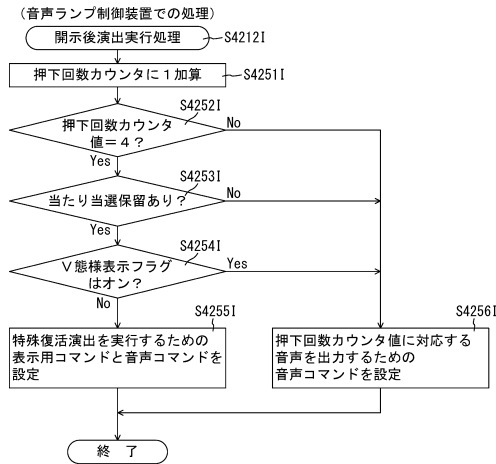 （音声ランプ制御装置での処理）
開示後演出実行処理
S4212I
押下回数カウンタに１加算
S4251I
S4252I
押下回数カウンタ
値＝４？
No
Yes
S4253I
当たり当選保留あり？
No
Yes
S4254I
Ｖ態様表示フラグ
はオン？
Yes
No
S4255I
特殊復活演出を実行するための
表示用コマンドと音声コマンドを
設定
S4256I
押下回数カウンタ値に対応する
音声を出力するための
音声コマンドを設定
終　了